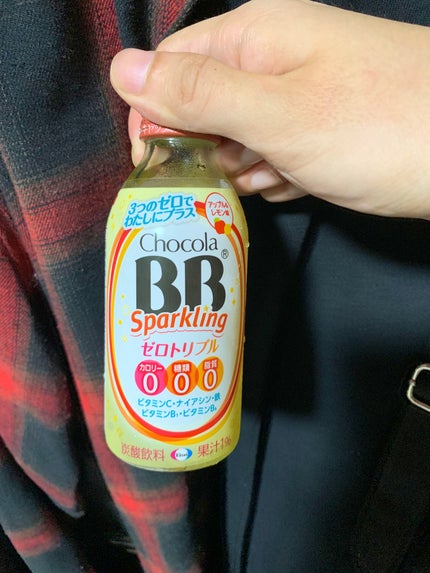 3つのゼロで
わたしにプラス
アップル&
レモン味
Chocola
BB®
Sparkling
ゼロトリプル
カロリー 糖類 脂質
0 0 0
ビタミンC・ナイアシン・鉄
ビタミンB₁・ビタミンB₆
炭酸飲料 Eisai 果汁1%